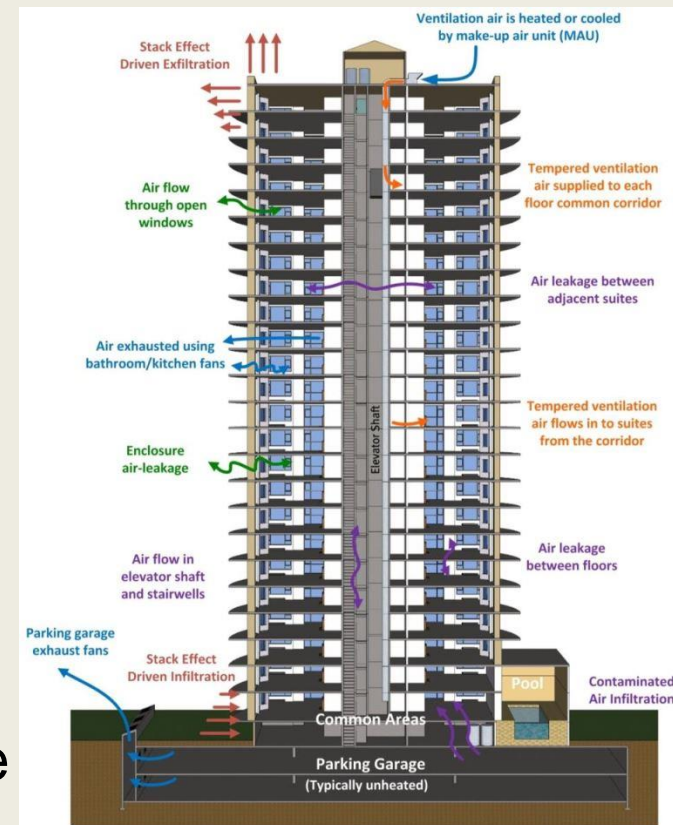 Ventilation air is heated or cooled
by make-up air unit (MAU)
Stack Effect
Driven Exfiltration
Tempered ventilation
air supplied to each
floor common corridor
Air flow
through open
windows
Air leakage between
adjacent suites
Air exhausted using
bathroom/kitchen fans
Elevator Shaft
Tempered ventilation
air flows in to suites
from the corridor
Enclosure
air-leakage
Air flow in
elevator shaft
and stairwells
Air leakage
between floors
Parking garage
exhaust fans
Stack Effect
Driven Infiltration
Pool
Contaminated
Air Infiltration
Common Areas
Parking Garage
(Typically unheated)
e